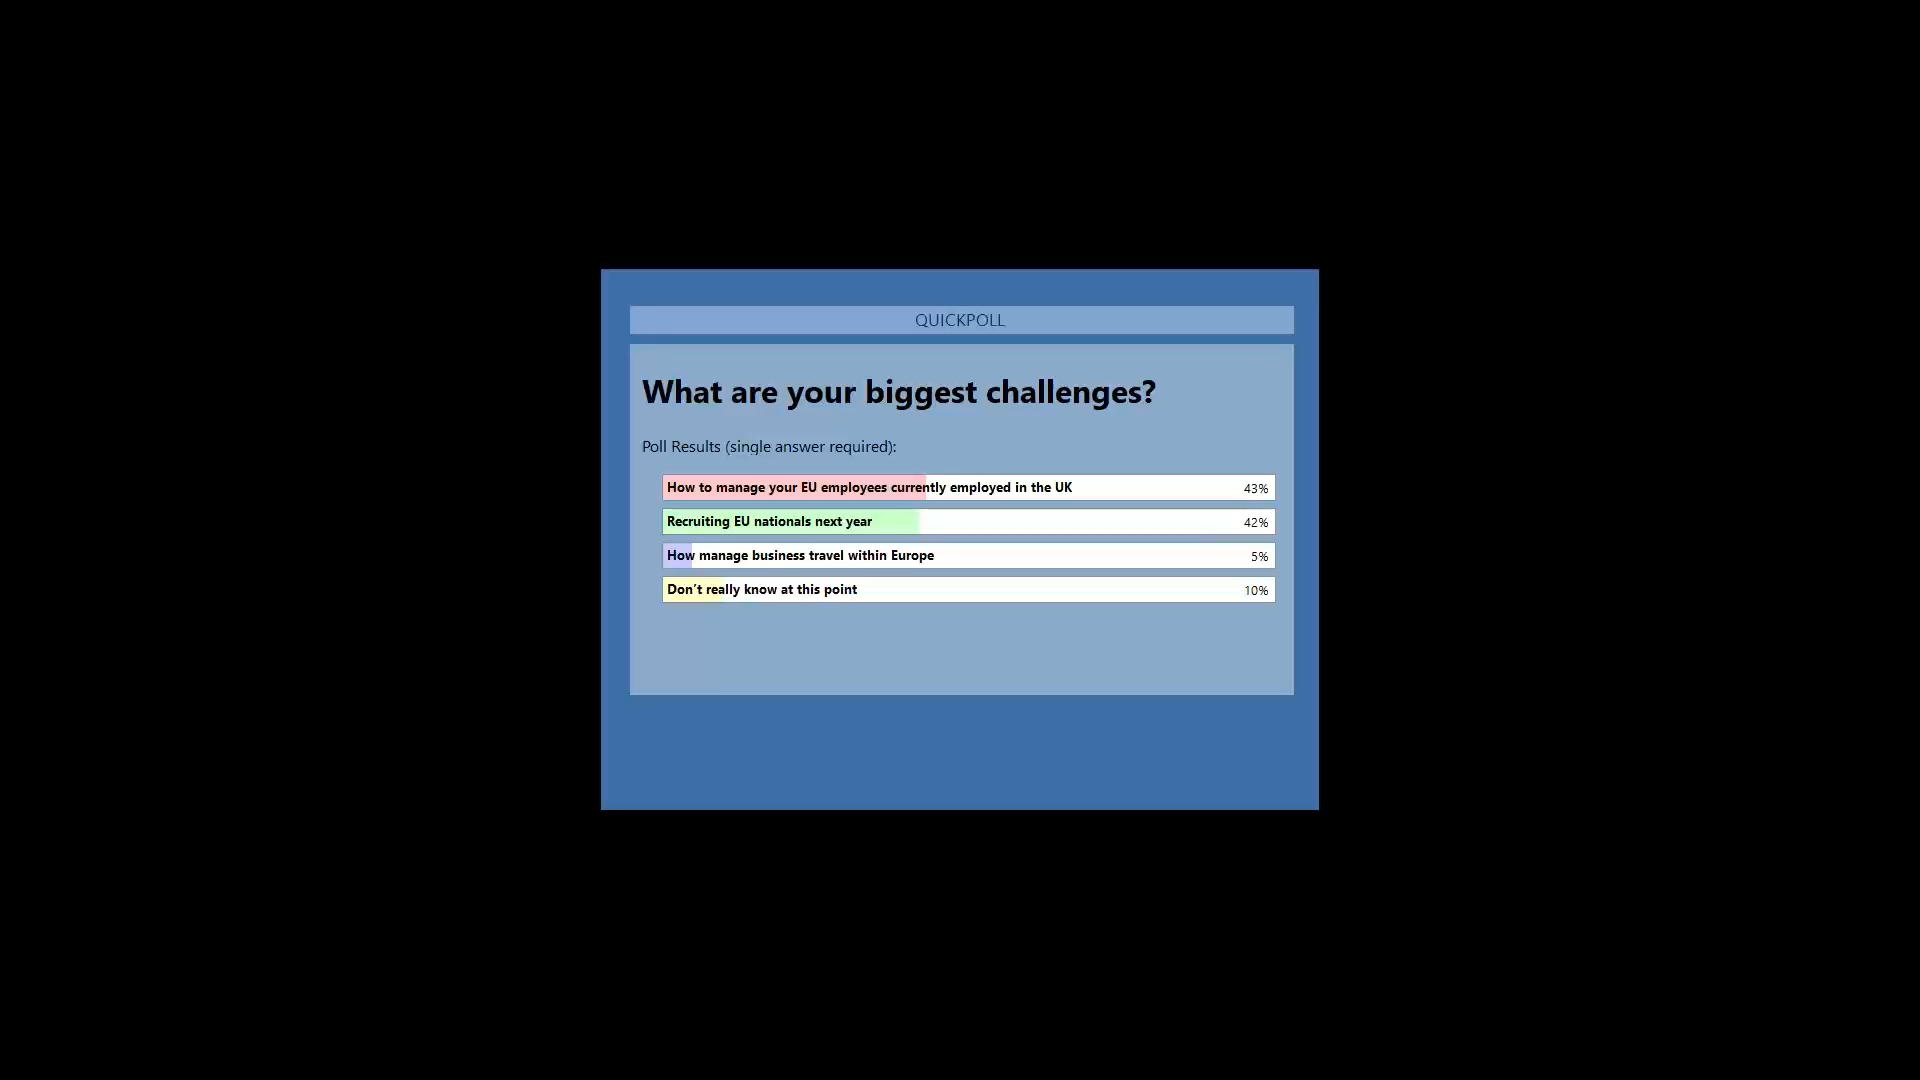 QUICKPOLL
What are your biggest challenges?
Poll Results (single answer required):
How to manage your EU employees currently employed in the UK 43%
Recruiting EU nationals next year 42%
How manage business travel within Europe 5%
Don’t really know at this point 10%